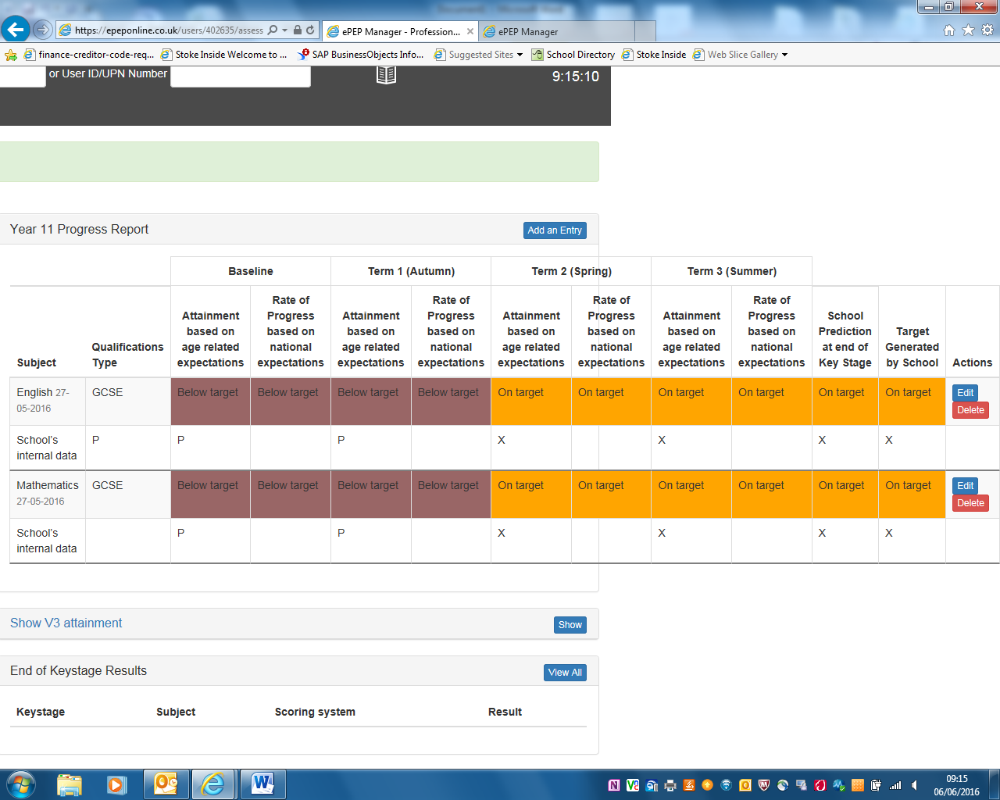 https://epeponline.co.uk/users/402635/assess
ePEP Manager - Profession...
ePEP Manager
finance-creditor-code-req...
Stoke Inside Welcome to ...
SAP BusinessObjects Info...
Suggested Sites
School Directory
Stoke Inside
Web Slice Gallery
or User ID/UPN Number
9:15:10
Year 11 Progress Report
Add an Entry
Baseline
Term 1 (Autumn)
Term 2 (Spring)
Term 3 (Summer)
Subject
Qualifications
Type
Attainment
based on
age related
expectations
Rate of
Progress
based on
national
expectations
Attainment
based on
age related
expectations
Rate of
Progress
based on
national
expectations
Attainment
based on
age related
expectations
Rate of
Progress
based on
national
expectations
Attainment
based on
age related
expectations
Rate of
Progress
based on
national
expectations
School
Prediction
at end of
Key Stage
Target
Generated
by School
Actions
English 27-
05-2016
GCSE
Below target
Below target
Below target
Below target
On target
On target
On target
On target
On target
On target
Edit
Delete
School's
internal data
P
P
P
X
X
X
X
Mathematics
27-05-2016
GCSE
Below target
Below target
Below target
Below target
On target
On target
On target
On target
On target
On target
Edit
Delete
School's
internal data
P
P
X
X
X
X
Show V3 attainment
Show
End of Keystage Results
View All
Keystage
Subject
Scoring system
Result
09:15
06/06/2016